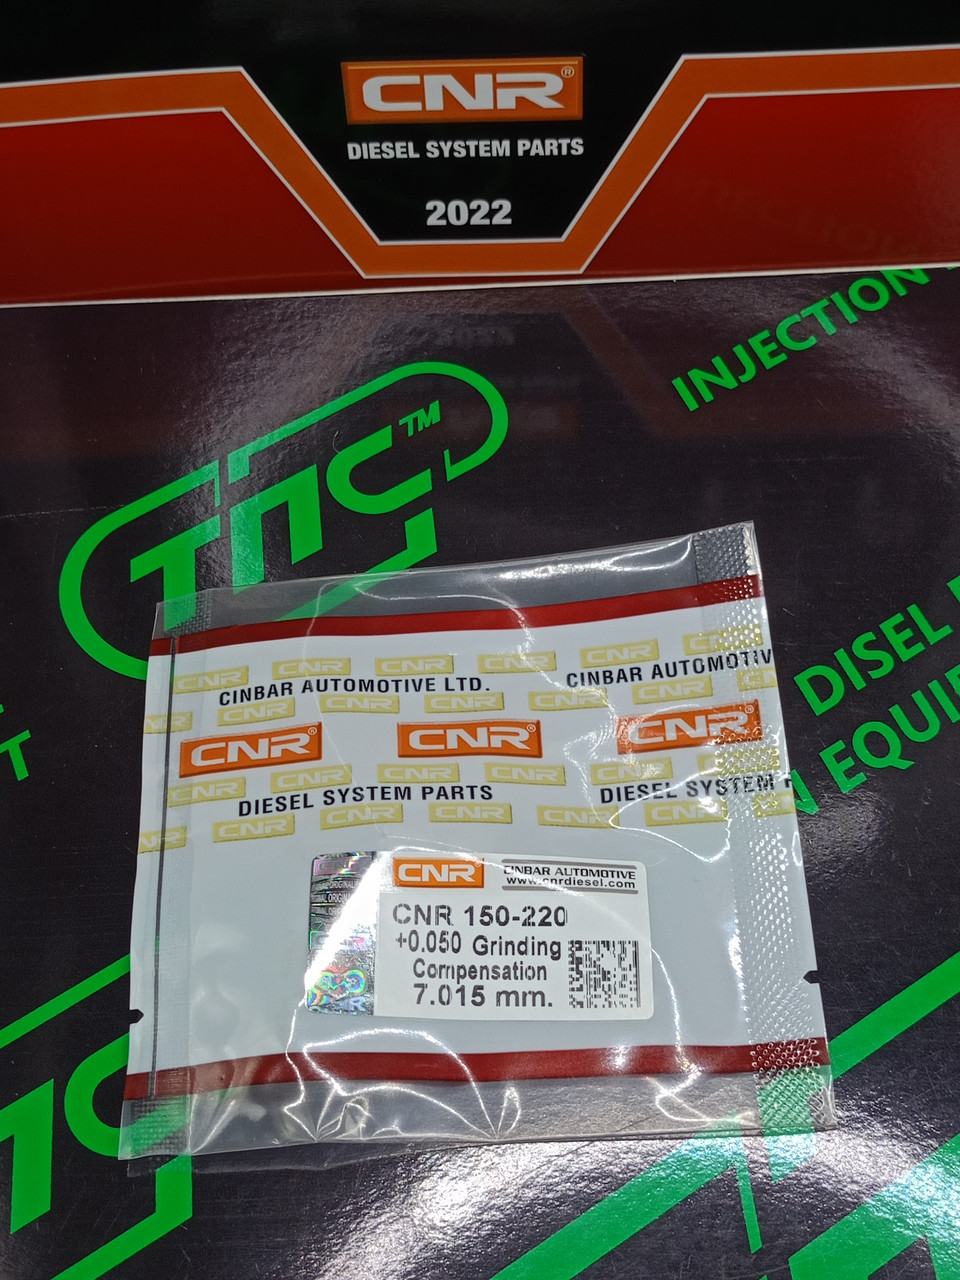 CNR®
DIESEL SYSTEM PARTS
2022
INJECTION
TTC™
DISEL
EQUI
CINBAR AUTOMOTIVE LTD.
CINBAR AUTOMOTIV
CNR®
CNR®
CNR®
DIESEL SYSTEM PARTS
DIESEL SYSTEM P
CNR
CINBAR AUTOMOTIVE
www.cnrdiesel.com
CNR 150-220
+0.050 Grinding
Compensation
7.015 mm.